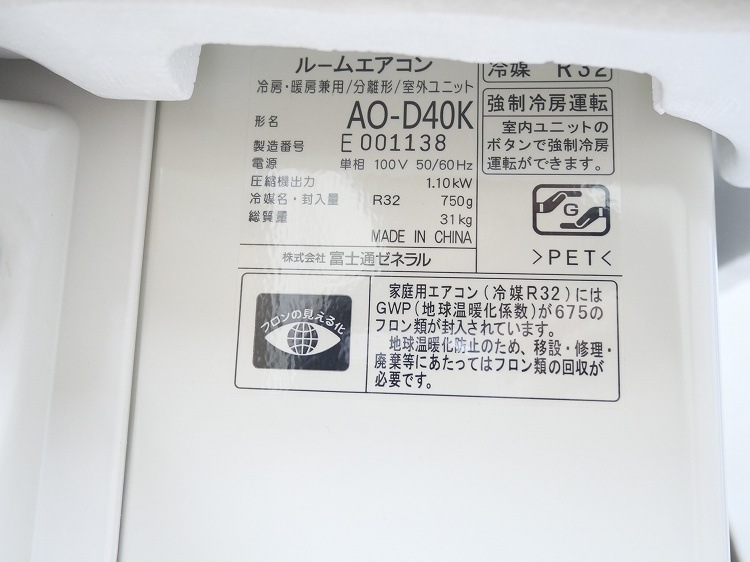 ルームエアコン
冷房・暖房兼用/分離形/室外ユニット
形名 AO-D40K
製造番号 E 001138
電源 単相 100V 50/60Hz
圧縮機出力 1.10kW
冷媒名・封入量 R32 750g
総質量 31kg
MADE IN CHINA
株式会社 富士通ゼネラル
冷媒 R32
強制冷房運転
室内ユニットの
ボタンで強制冷房
運転ができます。
G
>PET<
フロンの見える化
家庭用エアコン(冷媒R32)には
GWP(地球温暖化係数)が675の
フロン類が封入されています。
地球温暖化防止のため、移設・修理・
廃棄等にあたってはフロン類の回収が
必要です。